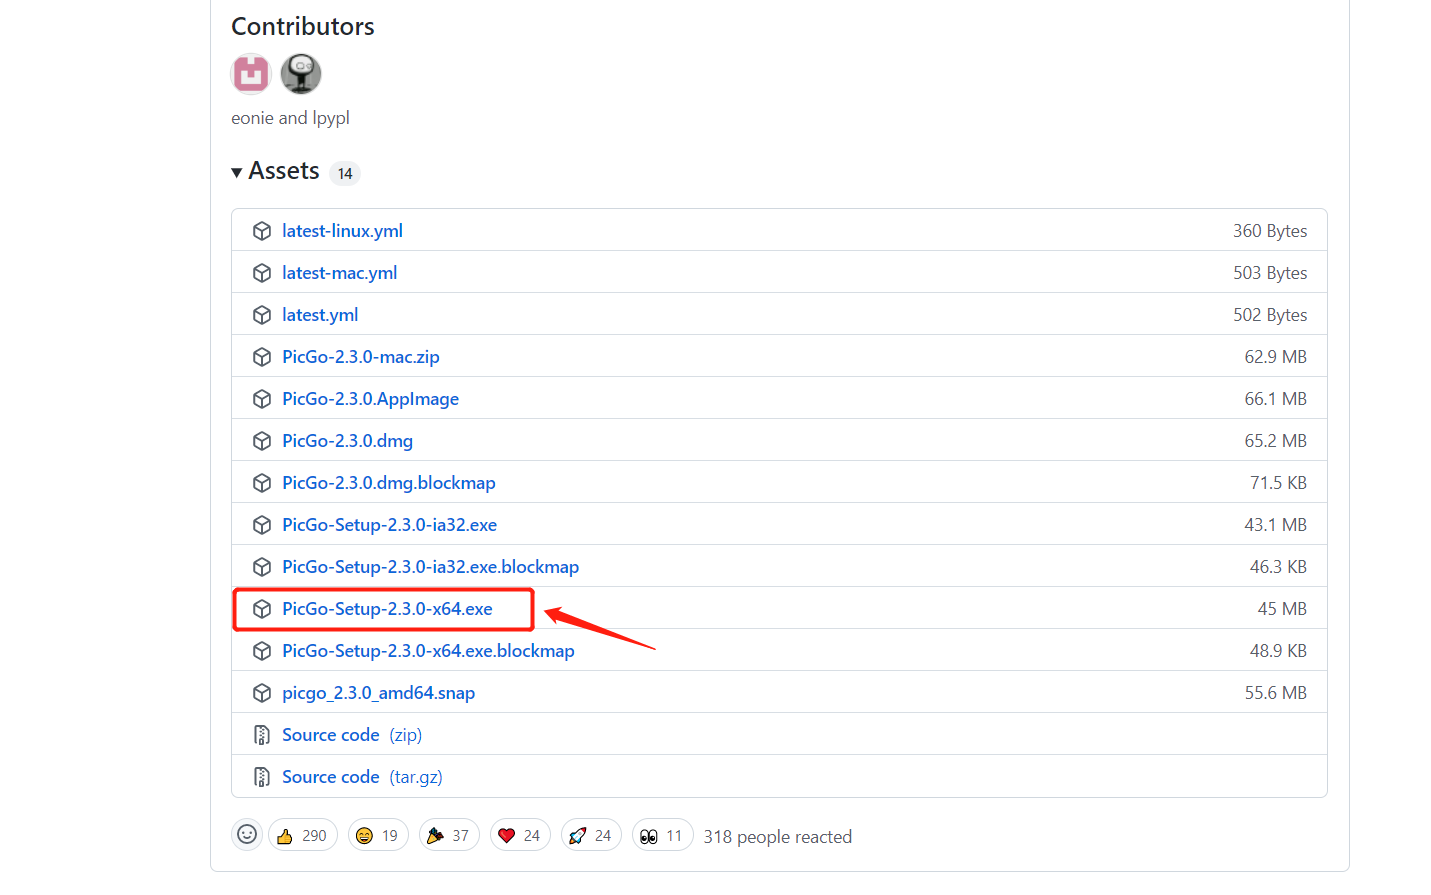 Contributors
eonie and lpypl
Assets 14
latest-linux.yml 360 Bytes
latest-mac.yml 503 Bytes
latest.yml 502 Bytes
PicGo-2.3.0-mac.zip 62.9 MB
PicGo-2.3.0.AppImage 66.1 MB
PicGo-2.3.0.dmg 65.2 MB
PicGo-2.3.0.dmg.blockmap 71.5 KB
PicGo-Setup-2.3.0-ia32.exe 43.1 MB
PicGo-Setup-2.3.0-ia32.exe.blockmap 46.3 KB
PicGo-Setup-2.3.0-x64.exe 45 MB
PicGo-Setup-2.3.0-x64.exe.blockmap 48.9 KB
picgo_2.3.0_amd64.snap 55.6 MB
Source code (zip)
Source code (tar.gz)
290 19 37 24 24 11 318 people reacted